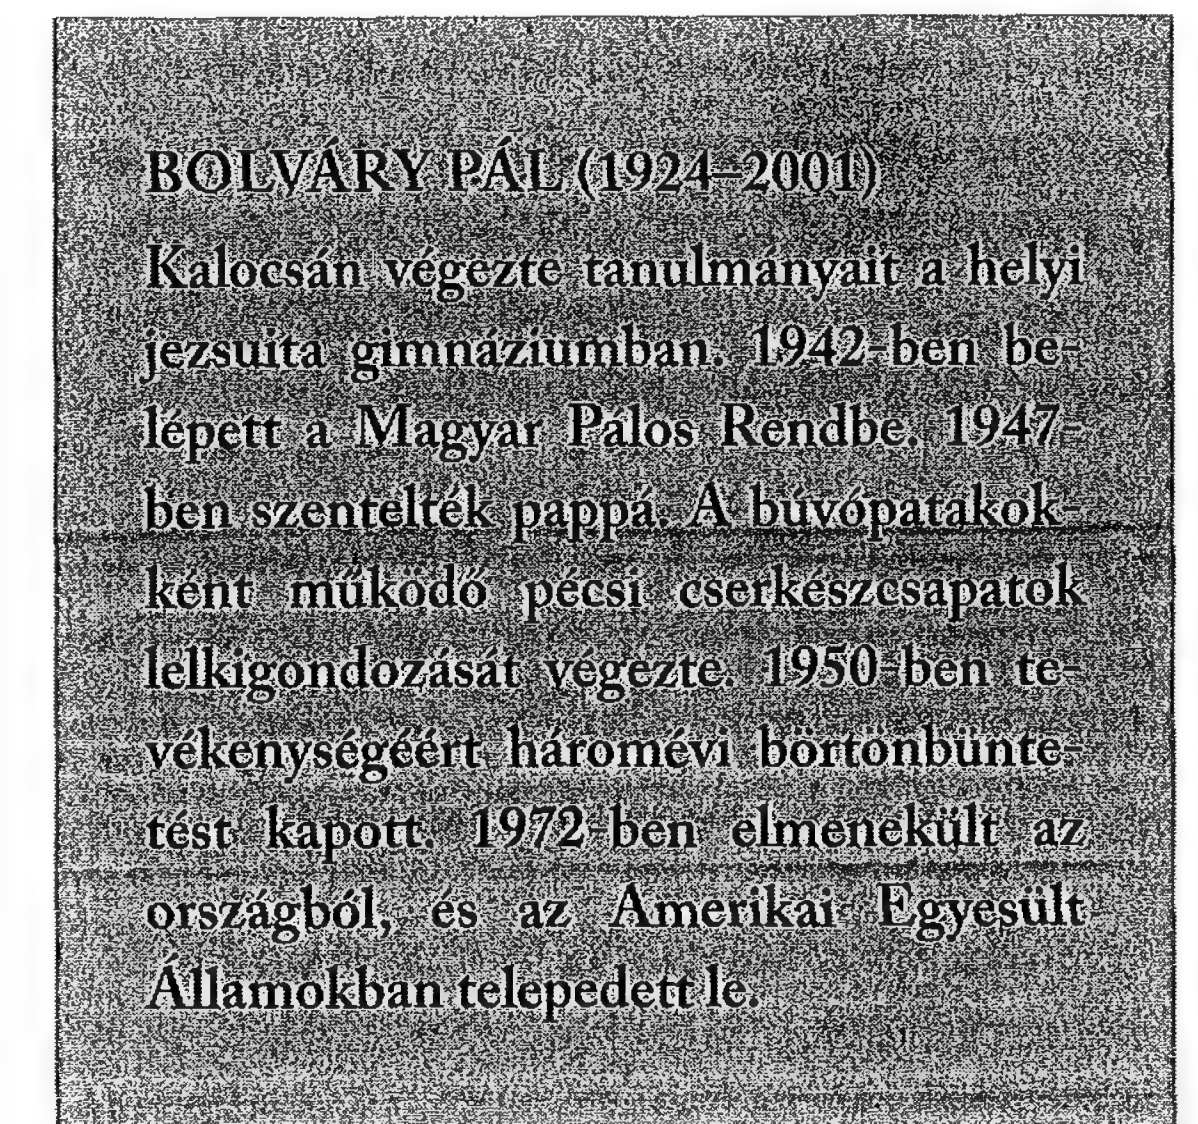 BOLVÁRY PÁL (1924–2001)
Kalocsán végezte tanulmányait a helyi
jezsuita gimnáziumban. 1942-ben be-
lépett a Magyar Pálos Rendbe. 1947-
ben szentelték pappá. A búvópatakok-
ként működő pécsi cserkészcsapatok
lelkigondozását végezte. 1950-ben te-
vékenységéért háromévi börtönbünte-
tést kapott. 1972-ben elmenekült az
országból, és az Amerikai Egyesült
Államokban telepedett le.